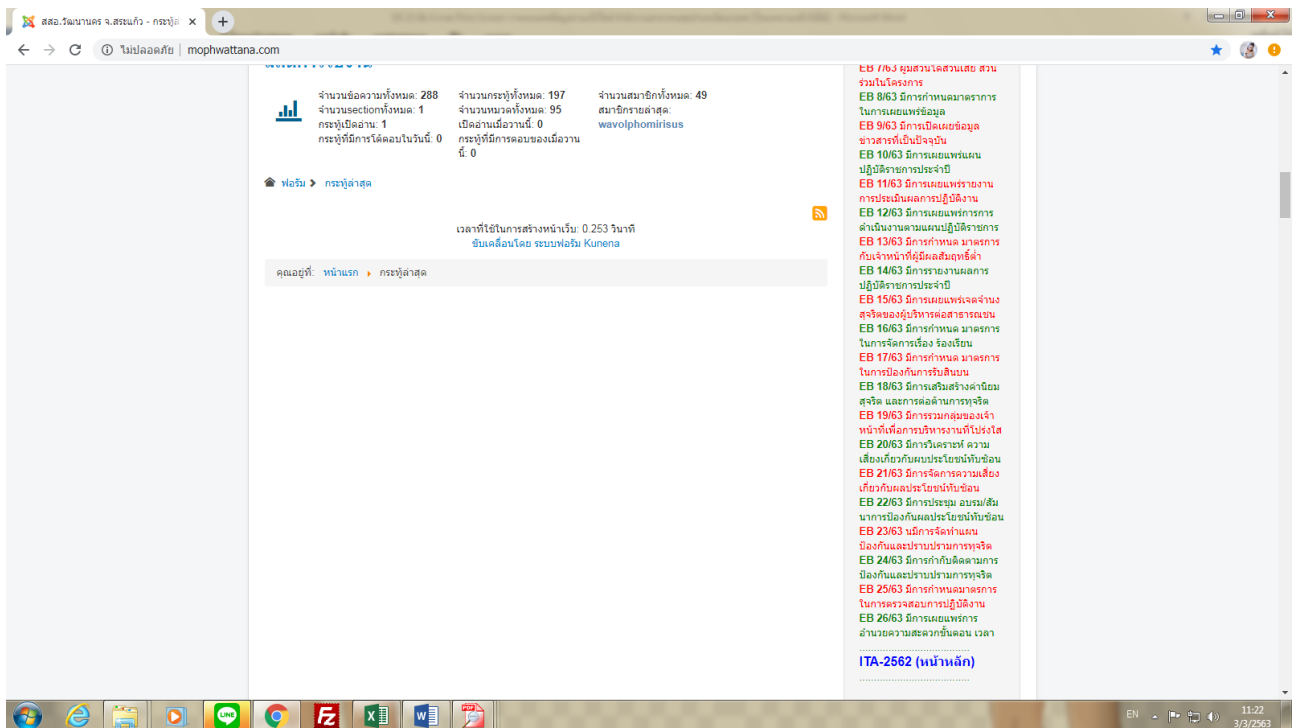 สสอ.วัฒนานคร จ.สระแก้ว - กระทู้ล่
ไม่ปลอดภัย | mophwattana.com
จำนวนข้อความทั้งหมด: 288
จำนวนsectionทั้งหมด: 1
กระทู้เปิดอ่าน: 1
กระทู้ที่มีการโต้ตอบในวันนี้: 0
จำนวนกระทู้ทั้งหมด: 197
จำนวนหมวดทั้งหมด: 95
เปิดอ่านเมื่อวานนี้: 0
กระทู้ที่มีการตอบของเมื่อวาน
นี้: 0
จำนวนสมาชิกทั้งหมด: 49
สมาชิกรายล่าสุด:
wavolphomirisus
ฟอรัม
กระทู้ล่าสุด
เวลาที่ใช้ในการสร้างหน้าเว็บ: 0.253 วินาที
ขับเคลื่อนโดย ระบบฟอรัม Kunena
คุณอยู่ที่: หน้าแรก กระทู้ล่าสุด
EB 7/63 ผู้มีส่วนได้ส่วนเสีย ส่วน
ร่วมในโครงการ
EB 8/63 มีการกำหนดมาตราการ
ในการเผยแพร่ข้อมูล
EB 9/63 มีการเปิดเผยข้อมูล
ข่าวสารที่เป็นปัจจุบัน
EB 10/63 มีการเผยแพร่แผน
ปฏิบัติราชการประจำปี
EB 11/63 มีการเผยแพร่รายงาน
การประเมินผลการปฏิบัติงาน
EB 12/63 มีการเผยแพร่การการ
ดำเนินงานตามแผนปฏิบัติราชการ
EB 13/63 มีการกำหนด มาตรการ
กับเจ้าหน้าที่ผู้มีผลสัมฤทธิ์ต่ำ
EB 14/63 มีการรายงานผลการ
ปฏิบัติราชการประจำปี
EB 15/63 มีการเผยแพร่เจตจำนง
สุจริตของผู้บริหารต่อสาธารณชน
EB 16/63 มีการกำหนด มาตรการ
ในการจัดการเรื่อง ร้องเรียน
EB 17/63 มีการกำหนด มาตรการ
ในการป้องกันการรับสินบน
EB 18/63 มีการเสริมสร้างค่านิยม
สุจริต และการต่อต้านการทุจริต
EB 19/63 มีการรวมกลุ่มของเจ้า
หน้าที่เพื่อการบริหารงานที่โปร่งใส
EB 20/63 มีการวิเคราะห์ ความ
เสี่ยงเกี่ยวกับผบประโยชน์ทับซ้อน
EB 21/63 มีการจัดการความเสี่ยง
เกี่ยวกับผลประโยชน์ทับซ้อน
EB 22/63 มีการประชุม อบรม/สัม
นาการป้องกันผลประโยชน์ทับซ้อน
EB 23/63 นมีการจัดทำแผน
ป้องกันและปราบปรามการทุจริต
EB 24/63 มีการกำกับติดตามการ
ป้องกันและปราบปรามการทุจริต
EB 25/63 มีการกำหนดมาตรการ
ในการตรวจสอบการปฏิบัติงาน
EB 26/63 มีการเผยแพร่การ
อำนวยความสะดวกขั้นตอน เวลา
ITA-2562 (หน้าหลัก)
EN
11:22
3/3/2563